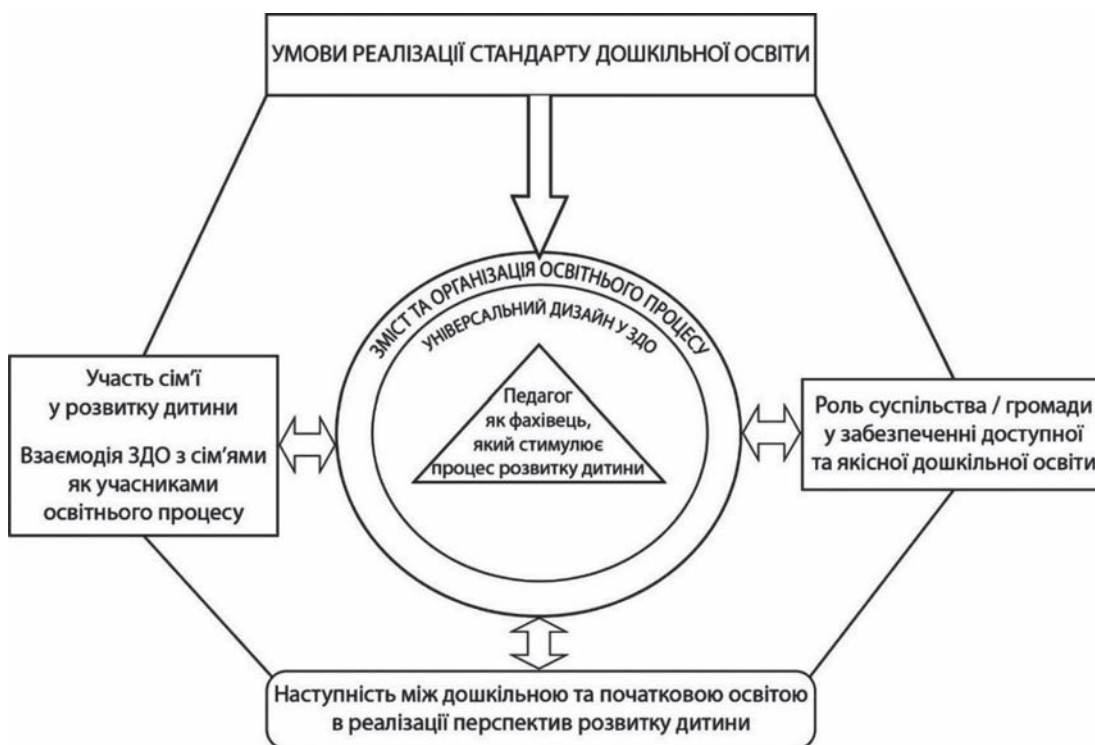 УМОВИ РЕАЛІЗАЦІЇ СТАНДАРТУ ДОШКІЛЬНОЇ ОСВІТИ
ЗМІСТ ТА ОРГАНІЗАЦІЯ ОСВІТНЬОГО ПРОЦЕСУ
УНІВЕРСАЛЬНИЙ ДИЗАЙН У ЗДО
Педагог
як фахівець,
який стимулює
процес розвитку дитини
Участь сім'ї
у розвитку дитини
Взаємодія ЗДО з сім'ями
як учасниками
освітнього процесу
Роль суспільства / громади
у забезпеченні доступної
та якісної дошкільної освіти
Наступність між дошкільною та початковою освітою
в реалізації перспектив розвитку дитини